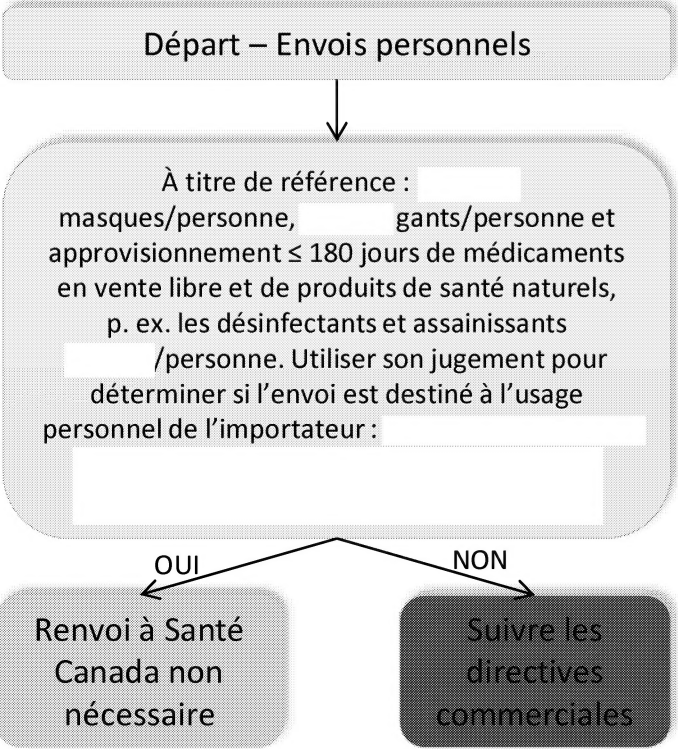 Départ – Envois personnels
À titre de référence :
masques/personne, gants/personne et
approvisionnement ≤ 180 jours de médicaments
en vente libre et de produits de santé naturels,
p. ex. les désinfectants et assainissants
/personne. Utiliser son jugement pour
déterminer si l’envoi est destiné à l’usage
personnel de l’importateur :
OUI
NON
Renvoi à Santé
Canada non
nécessaire
Suivre les
directives
commerciales